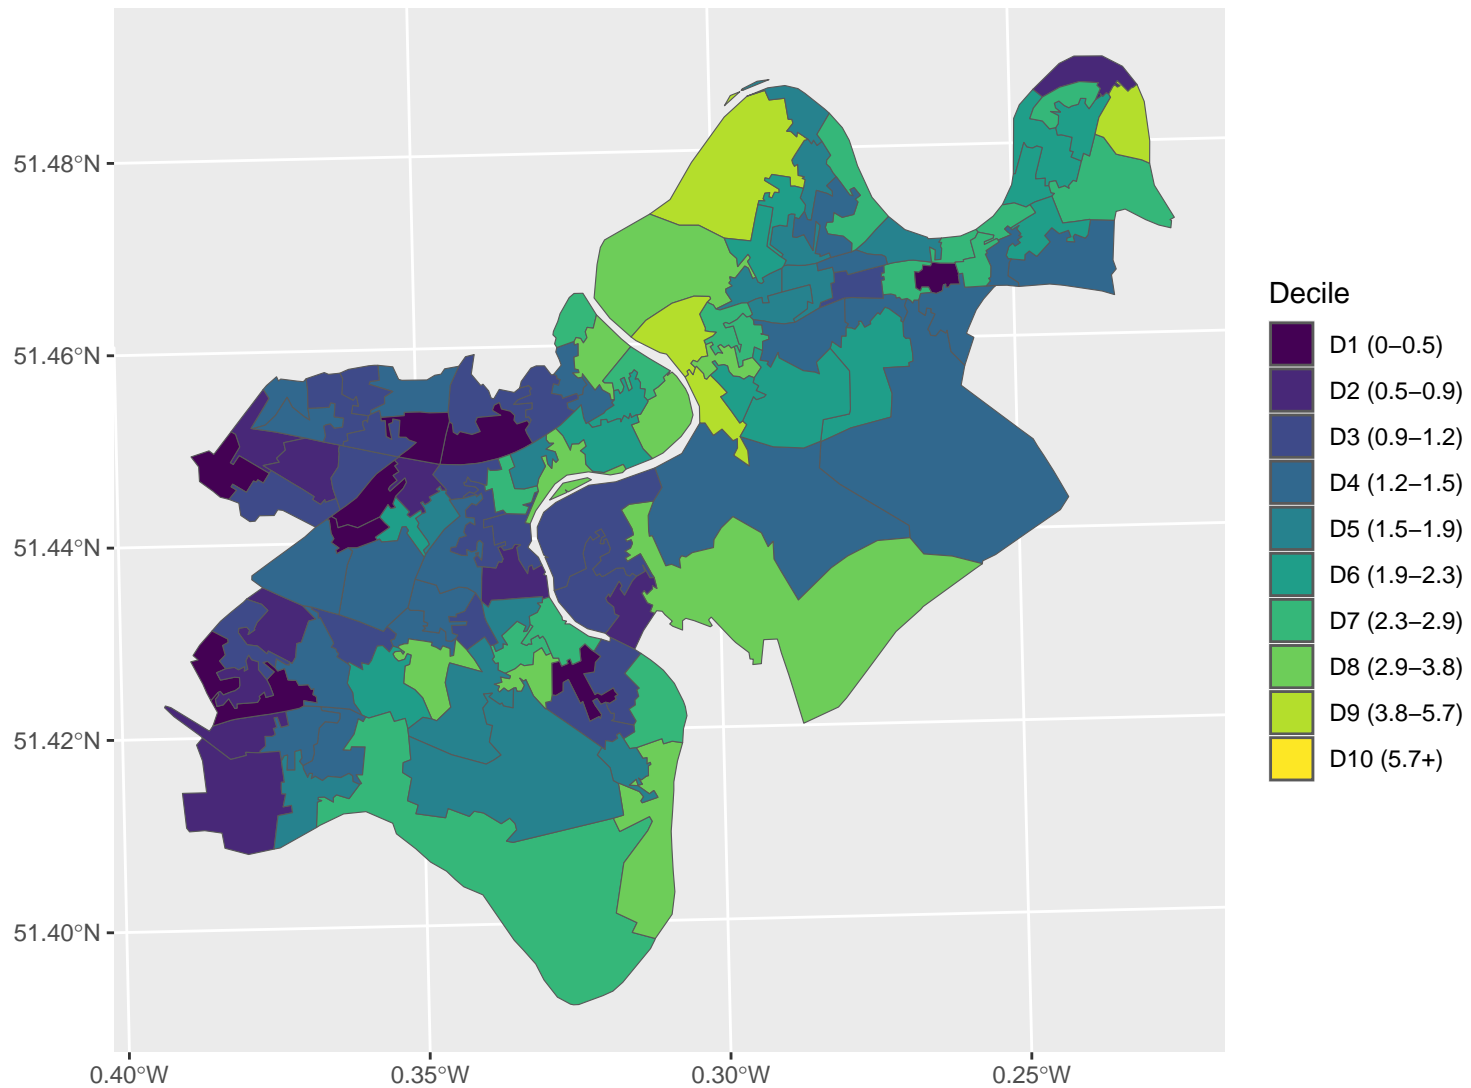 51.48°N
51.46°N
51.44°N
51.42°N
51.40°N
0.40°W
0.35°W
0.30°W
0.25°W
Decile
D1 (0−0.5)
D2 (0.5−0.9)
D3 (0.9−1.2)
D4 (1.2−1.5)
D5 (1.5−1.9)
D6 (1.9−2.3)
D7 (2.3−2.9)
D8 (2.9−3.8)
D9 (3.8−5.7)
D10 (5.7+)